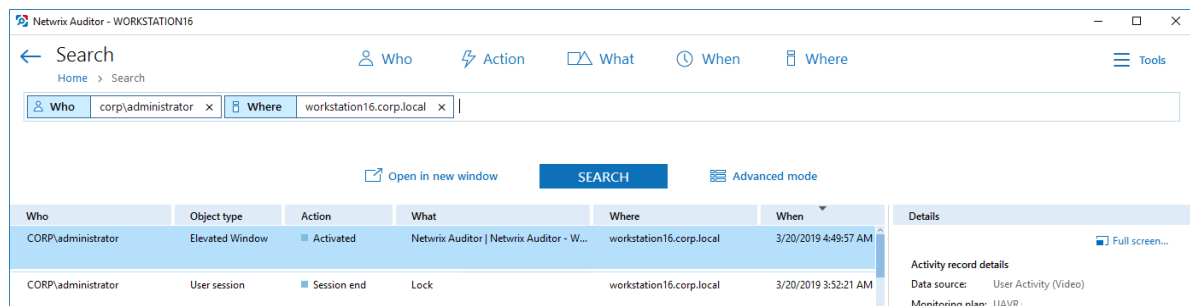 Netwrix Auditor - WORKSTATION16
Search
Who Action What When Where Tools
Home > Search
Who corp\administrator × Where workstation16.corp.local ×
Open in new window SEARCH Advanced mode
Who Object type Action What Where When Details
CORP\administrator Elevated Window Activated Netwrix Auditor | Netwrix Auditor - W... workstation16.corp.local 3/20/2019 4:49:57 AM
Full screen...
Activity record details
CORP\administrator User session Session end Lock workstation16.corp.local 3/20/2019 3:52:21 AM
Data source: User Activity (Video)
Monitoring plan: UAVR